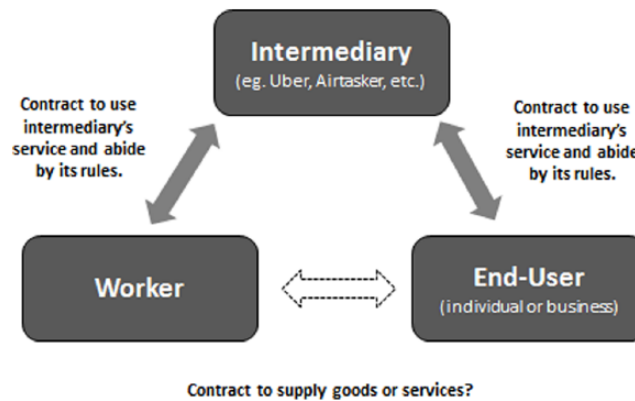 Intermediary
(eg. Uber, Airtasker, etc.)
Contract to use
intermediary's
service and abide
by its rules.
Contract to use
intermediary's
service and abide
by its rules.
Worker
End-User
(individual or business)
Contract to supply goods or services?